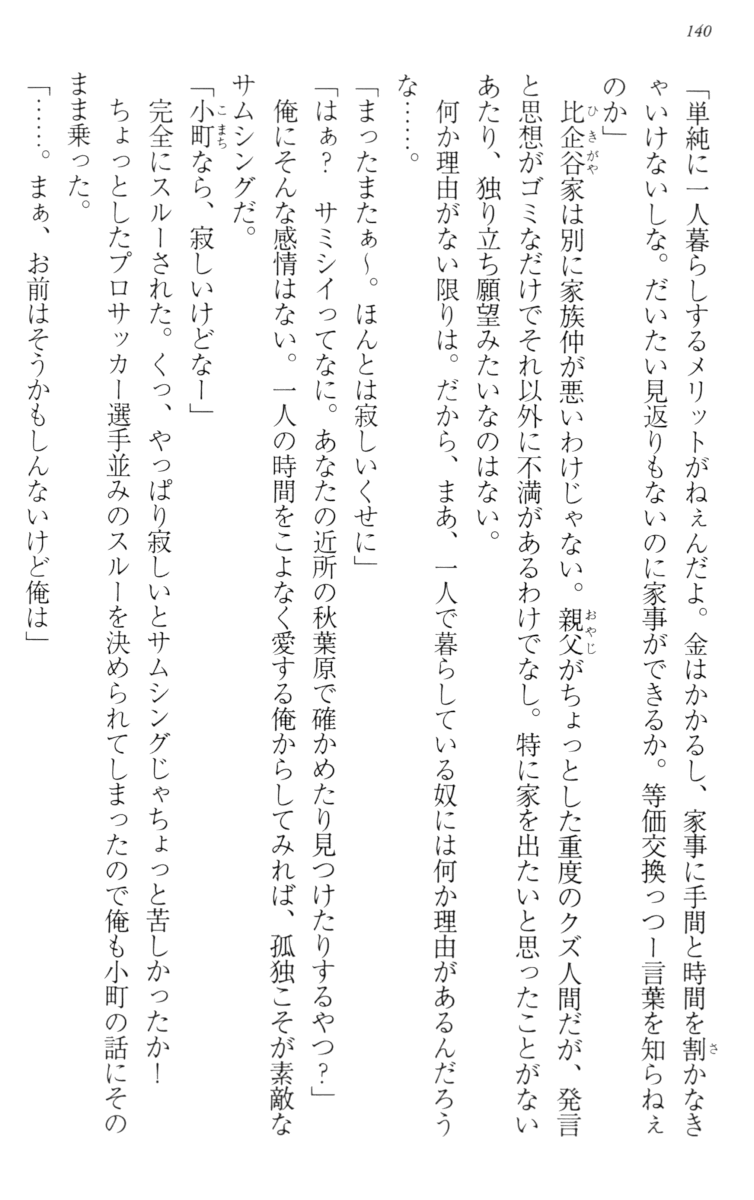 140
「単純に一人暮らしするメリットがねぇんだよ。金はかかるし、家事に手間と時間を割かなき
ゃいけないしな。だいたい見返りもないのに家事ができるか。等価交換っつー言葉を知らねぇ
のか」
比企谷家は別に家族仲が悪いわけじゃない。親父がちょっとした重度のクズ人間だが、発言
と思想がゴミなだけでそれ以外に不満があるわけでなし。特に家を出たいと思ったことがない
あたり、独り立ち願望みたいなのはない。
何か理由がない限りは。だから、まあ、一人で暮らしている奴には何か理由があるんだろう
な……。
「まったまたぁ～。ほんとは寂しいくせに」
「はぁ？　サミシイってなに。あなたの近所の秋葉原で確かめたり見つけたりするやつ？」
俺にそんな感情はない。一人の時間をこよなく愛する俺からしてみれば、孤独こそが素敵な
サムシングだ。
「小町なら、寂しいけどなー」
完全にスルーされた。くっ、やっぱり寂しいとサムシングじゃちょっと苦しかったか！
ちょっとしたプロサッカー選手並みのスルーを決められてしまったので俺も小町の話にその
まま乗った。
「……。まぁ、お前はそうかもしんないけど俺は」